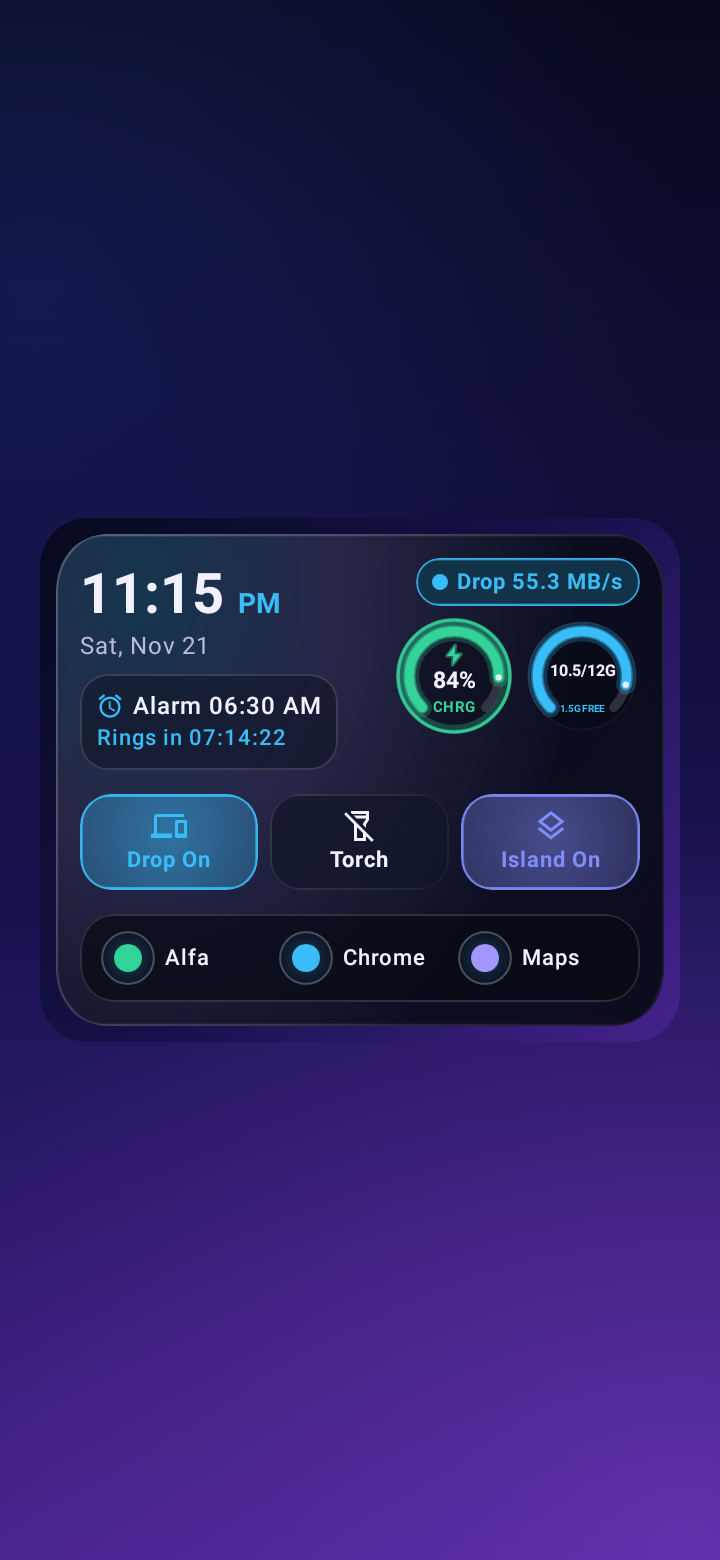 11:15 PM
Drop 55.3 MB/s
Sat, Nov 21
84%
CHRG
10.5/12G
1.5G FREE
Alarm 06:30 AM
Rings in 07:14:22
Drop On
Torch
Island On
Alfa
Chrome
Maps